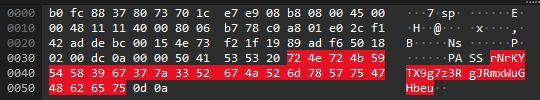 0000 b0 fc 88 37 80 73 70 1c e7 e9 08 b8 08 00 45 00 ···7·sp· ······E·
0010 00 48 11 11 40 00 80 06 b7 78 c0 a8 01 e0 2c f1 ·H··@··· ·x····,·
0020 42 ad de bc 00 15 4e 73 f2 1f 19 89 ad f6 50 18 B·····Ns ······P·
0030 02 00 dc 0a 00 00 50 41 53 53 20 72 4e 72 4b 59 ······PA SS rNrKY
0040 54 58 39 67 37 7a 33 52 67 4a 52 6d 78 57 75 47 TX9g7z3R gJRmxWuG
0050 48 62 65 75 0d 0a Hbeu··